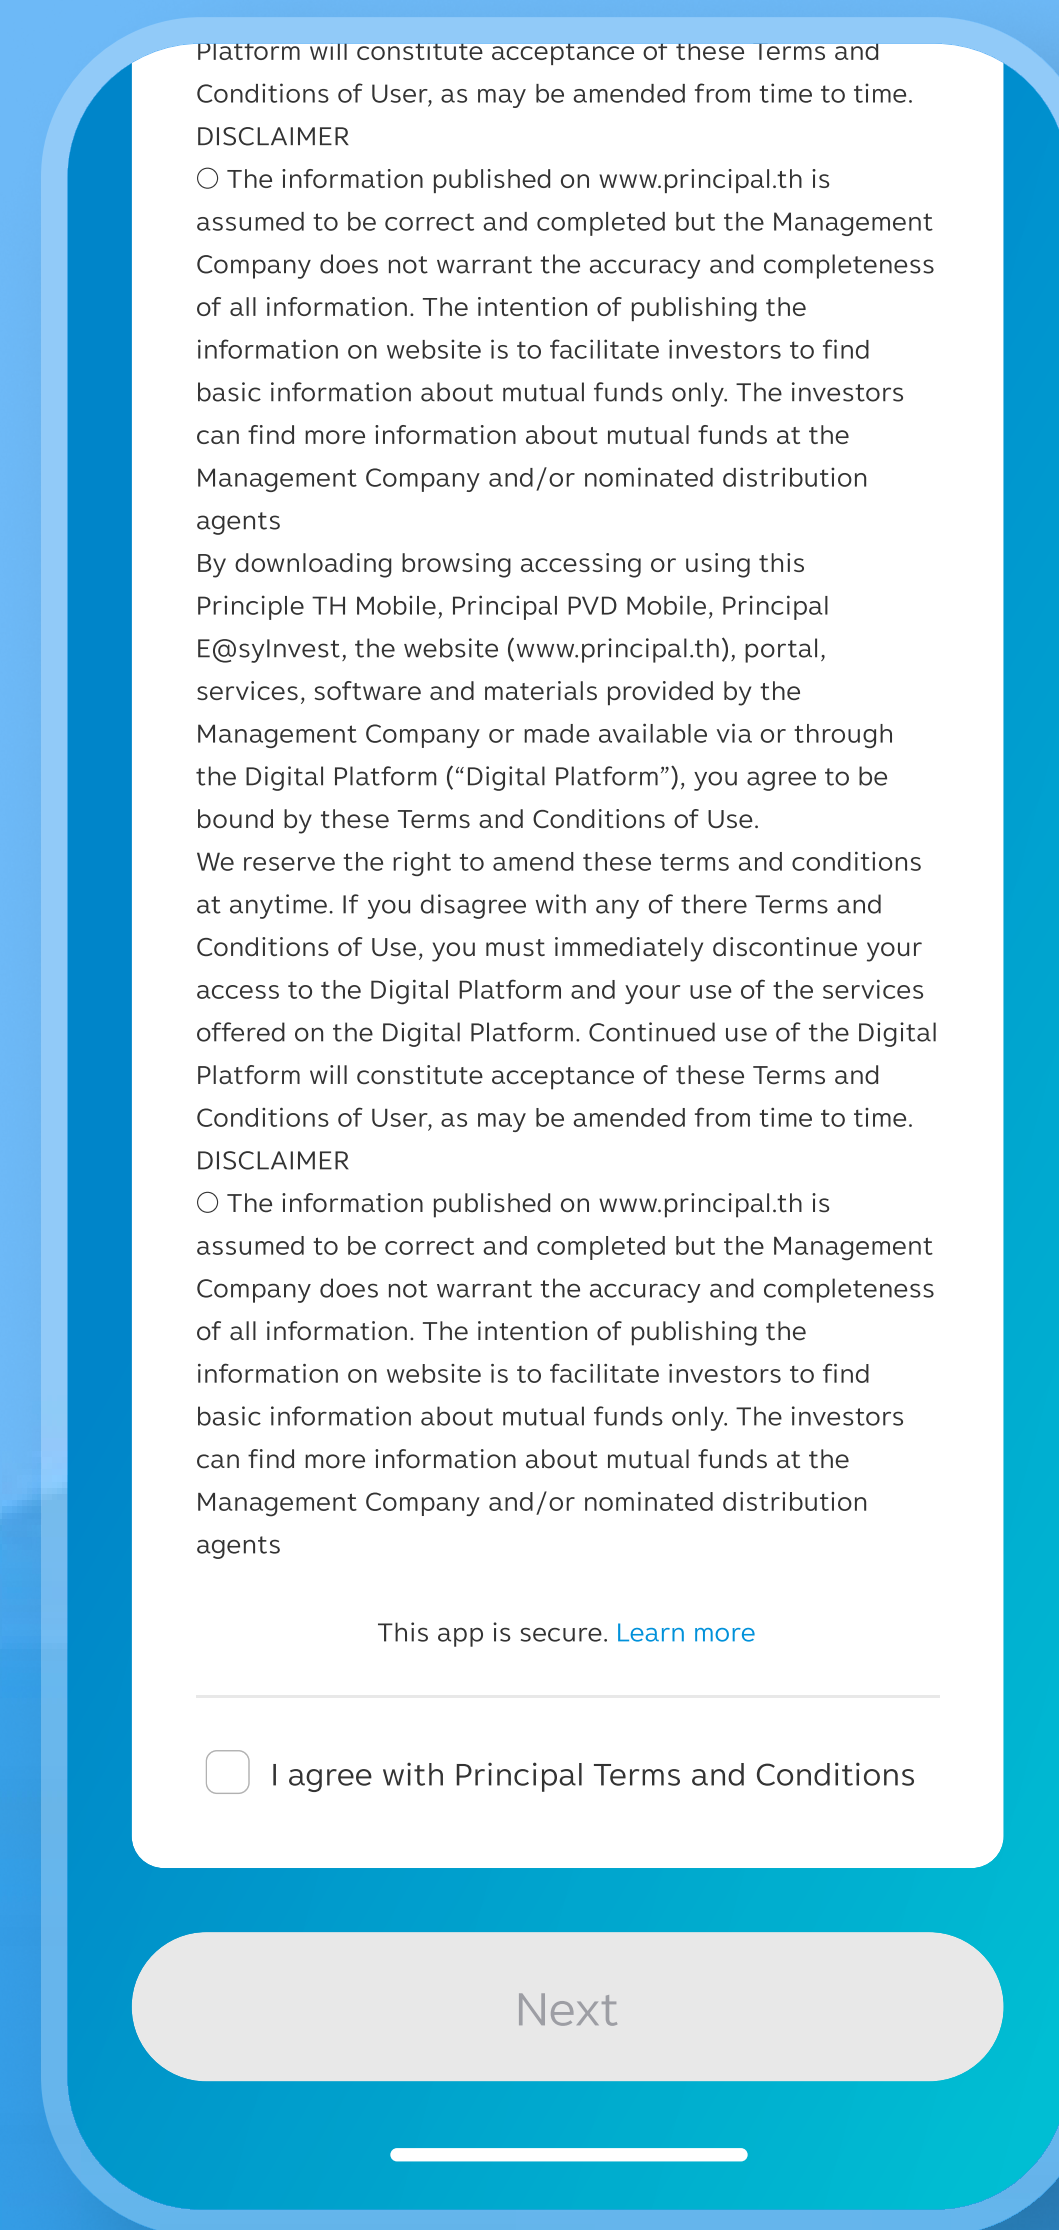 Platform will constitute acceptance of these Terms and
Conditions of User, as may be amended from time to time.
DISCLAIMER
○ The information published on www.principal.th is
assumed to be correct and completed but the Management
Company does not warrant the accuracy and completeness
of all information. The intention of publishing the
information on website is to facilitate investors to find
basic information about mutual funds only. The investors
can find more information about mutual funds at the
Management Company and/or nominated distribution
agents
By downloading browsing accessing or using this
Principle TH Mobile, Principal PVD Mobile, Principal
E@syInvest, the website (www.principal.th), portal,
services, software and materials provided by the
Management Company or made available via or through
the Digital Platform (“Digital Platform”), you agree to be
bound by these Terms and Conditions of Use.
We reserve the right to amend these terms and conditions
at anytime. If you disagree with any of there Terms and
Conditions of Use, you must immediately discontinue your
access to the Digital Platform and your use of the services
offered on the Digital Platform. Continued use of the Digital
Platform will constitute acceptance of these Terms and
Conditions of User, as may be amended from time to time.
DISCLAIMER
○ The information published on www.principal.th is
assumed to be correct and completed but the Management
Company does not warrant the accuracy and completeness
of all information. The intention of publishing the
information on website is to facilitate investors to find
basic information about mutual funds only. The investors
can find more information about mutual funds at the
Management Company and/or nominated distribution
agents
This app is secure. Learn more
I agree with Principal Terms and Conditions
Next